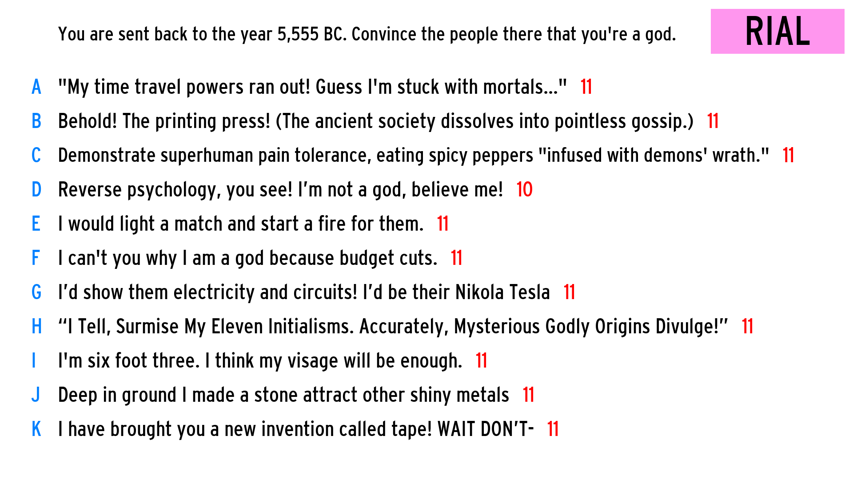 You are sent back to the year 5,555 BC. Convince the people there that you're a god.
RIAL
A "My time travel powers ran out! Guess I'm stuck with mortals..." 11
B Behold! The printing press! (The ancient society dissolves into pointless gossip.) 11
C Demonstrate superhuman pain tolerance, eating spicy peppers "infused with demons' wrath." 11
D Reverse psychology, you see! I’m not a god, believe me! 10
E I would light a match and start a fire for them. 11
F I can't you why I am a god because budget cuts. 11
G I’d show them electricity and circuits! I’d be their Nikola Tesla 11
H “I Tell, Surmise My Eleven Initialisms. Accurately, Mysterious Godly Origins Divulge!” 11
I I'm six foot three. I think my visage will be enough. 11
J Deep in ground I made a stone attract other shiny metals 11
K I have brought you a new invention called tape! WAIT DON’T- 11